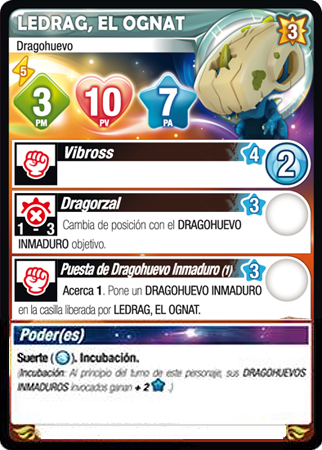 LEDRAG, EL OGNAT
3
Dragohuevo
5
3
PM
10
PV
7
PA
Vibross
4
2
Dragorzal
3
1 - 3
Cambia de posición con el DRAGOHUEVO
INMADURO objetivo.
Puesta de Dragohuevo Inmaduro (1)
3
Acerca 1. Pone un DRAGOHUEVO INMADURO
en la casilla liberada por LEDRAG, EL OGNAT.
Poder(es)
Suerte ( ). Incubación.
(Incubación: Al principio del turno de este personaje, sus DRAGOHUEVOS
INMADUROS invocados ganan + 2 .)